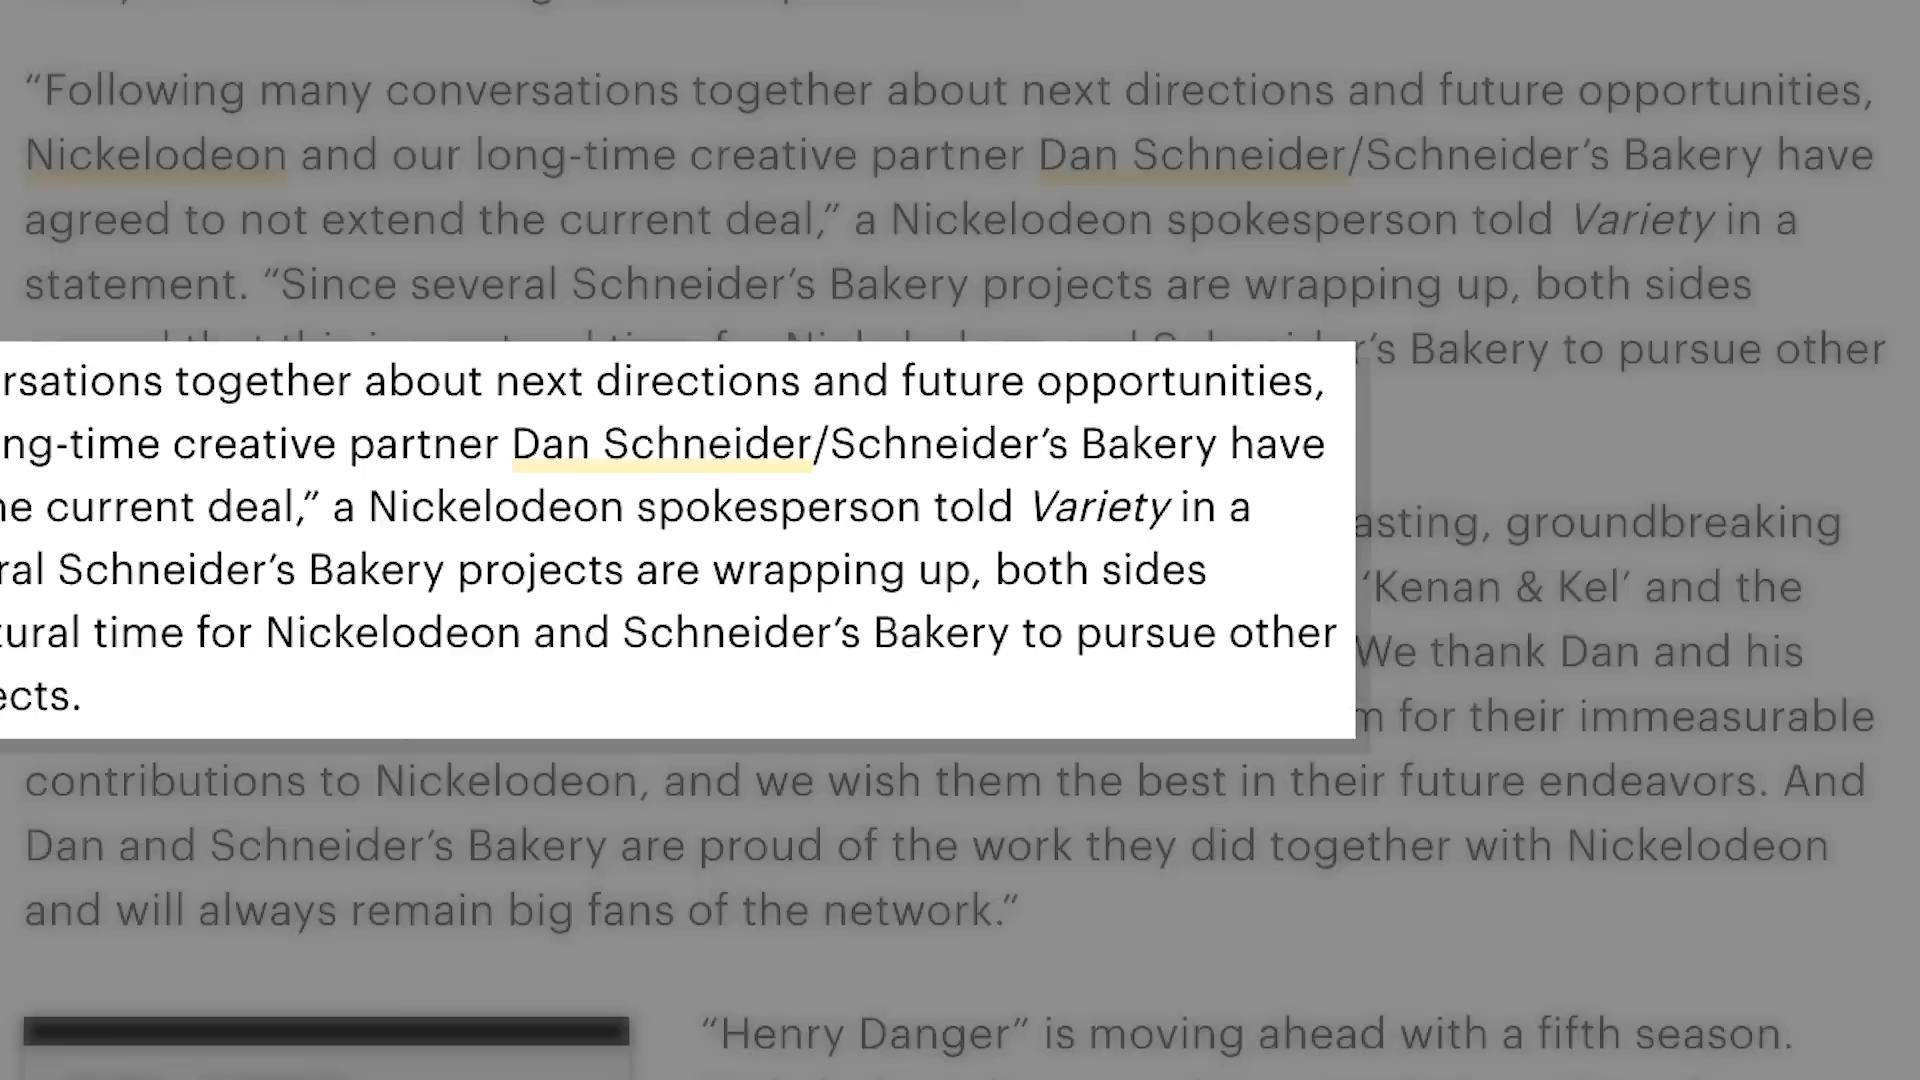 “Following many conversations together about next directions and future opportunities,
Nickelodeon and our long-time creative partner Dan Schneider/Schneider’s Bakery have
agreed to not extend the current deal,” a Nickelodeon spokesperson told Variety in a
statement. “Since several Schneider’s Bakery projects are wrapping up, both sides
’s Bakery to pursue other
rsations together about next directions and future opportunities,
ng-time creative partner Dan Schneider/Schneider’s Bakery have
he current deal,” a Nickelodeon spokesperson told Variety in a
ral Schneider’s Bakery projects are wrapping up, both sides
tural time for Nickelodeon and Schneider’s Bakery to pursue other
ects.
asting, groundbreaking
‘Kenan & Kel’ and the
We thank Dan and his
m for their immeasurable
contributions to Nickelodeon, and we wish them the best in their future endeavors. And
Dan and Schneider’s Bakery are proud of the work they did together with Nickelodeon
and will always remain big fans of the network.”
“Henry Danger” is moving ahead with a fifth season.